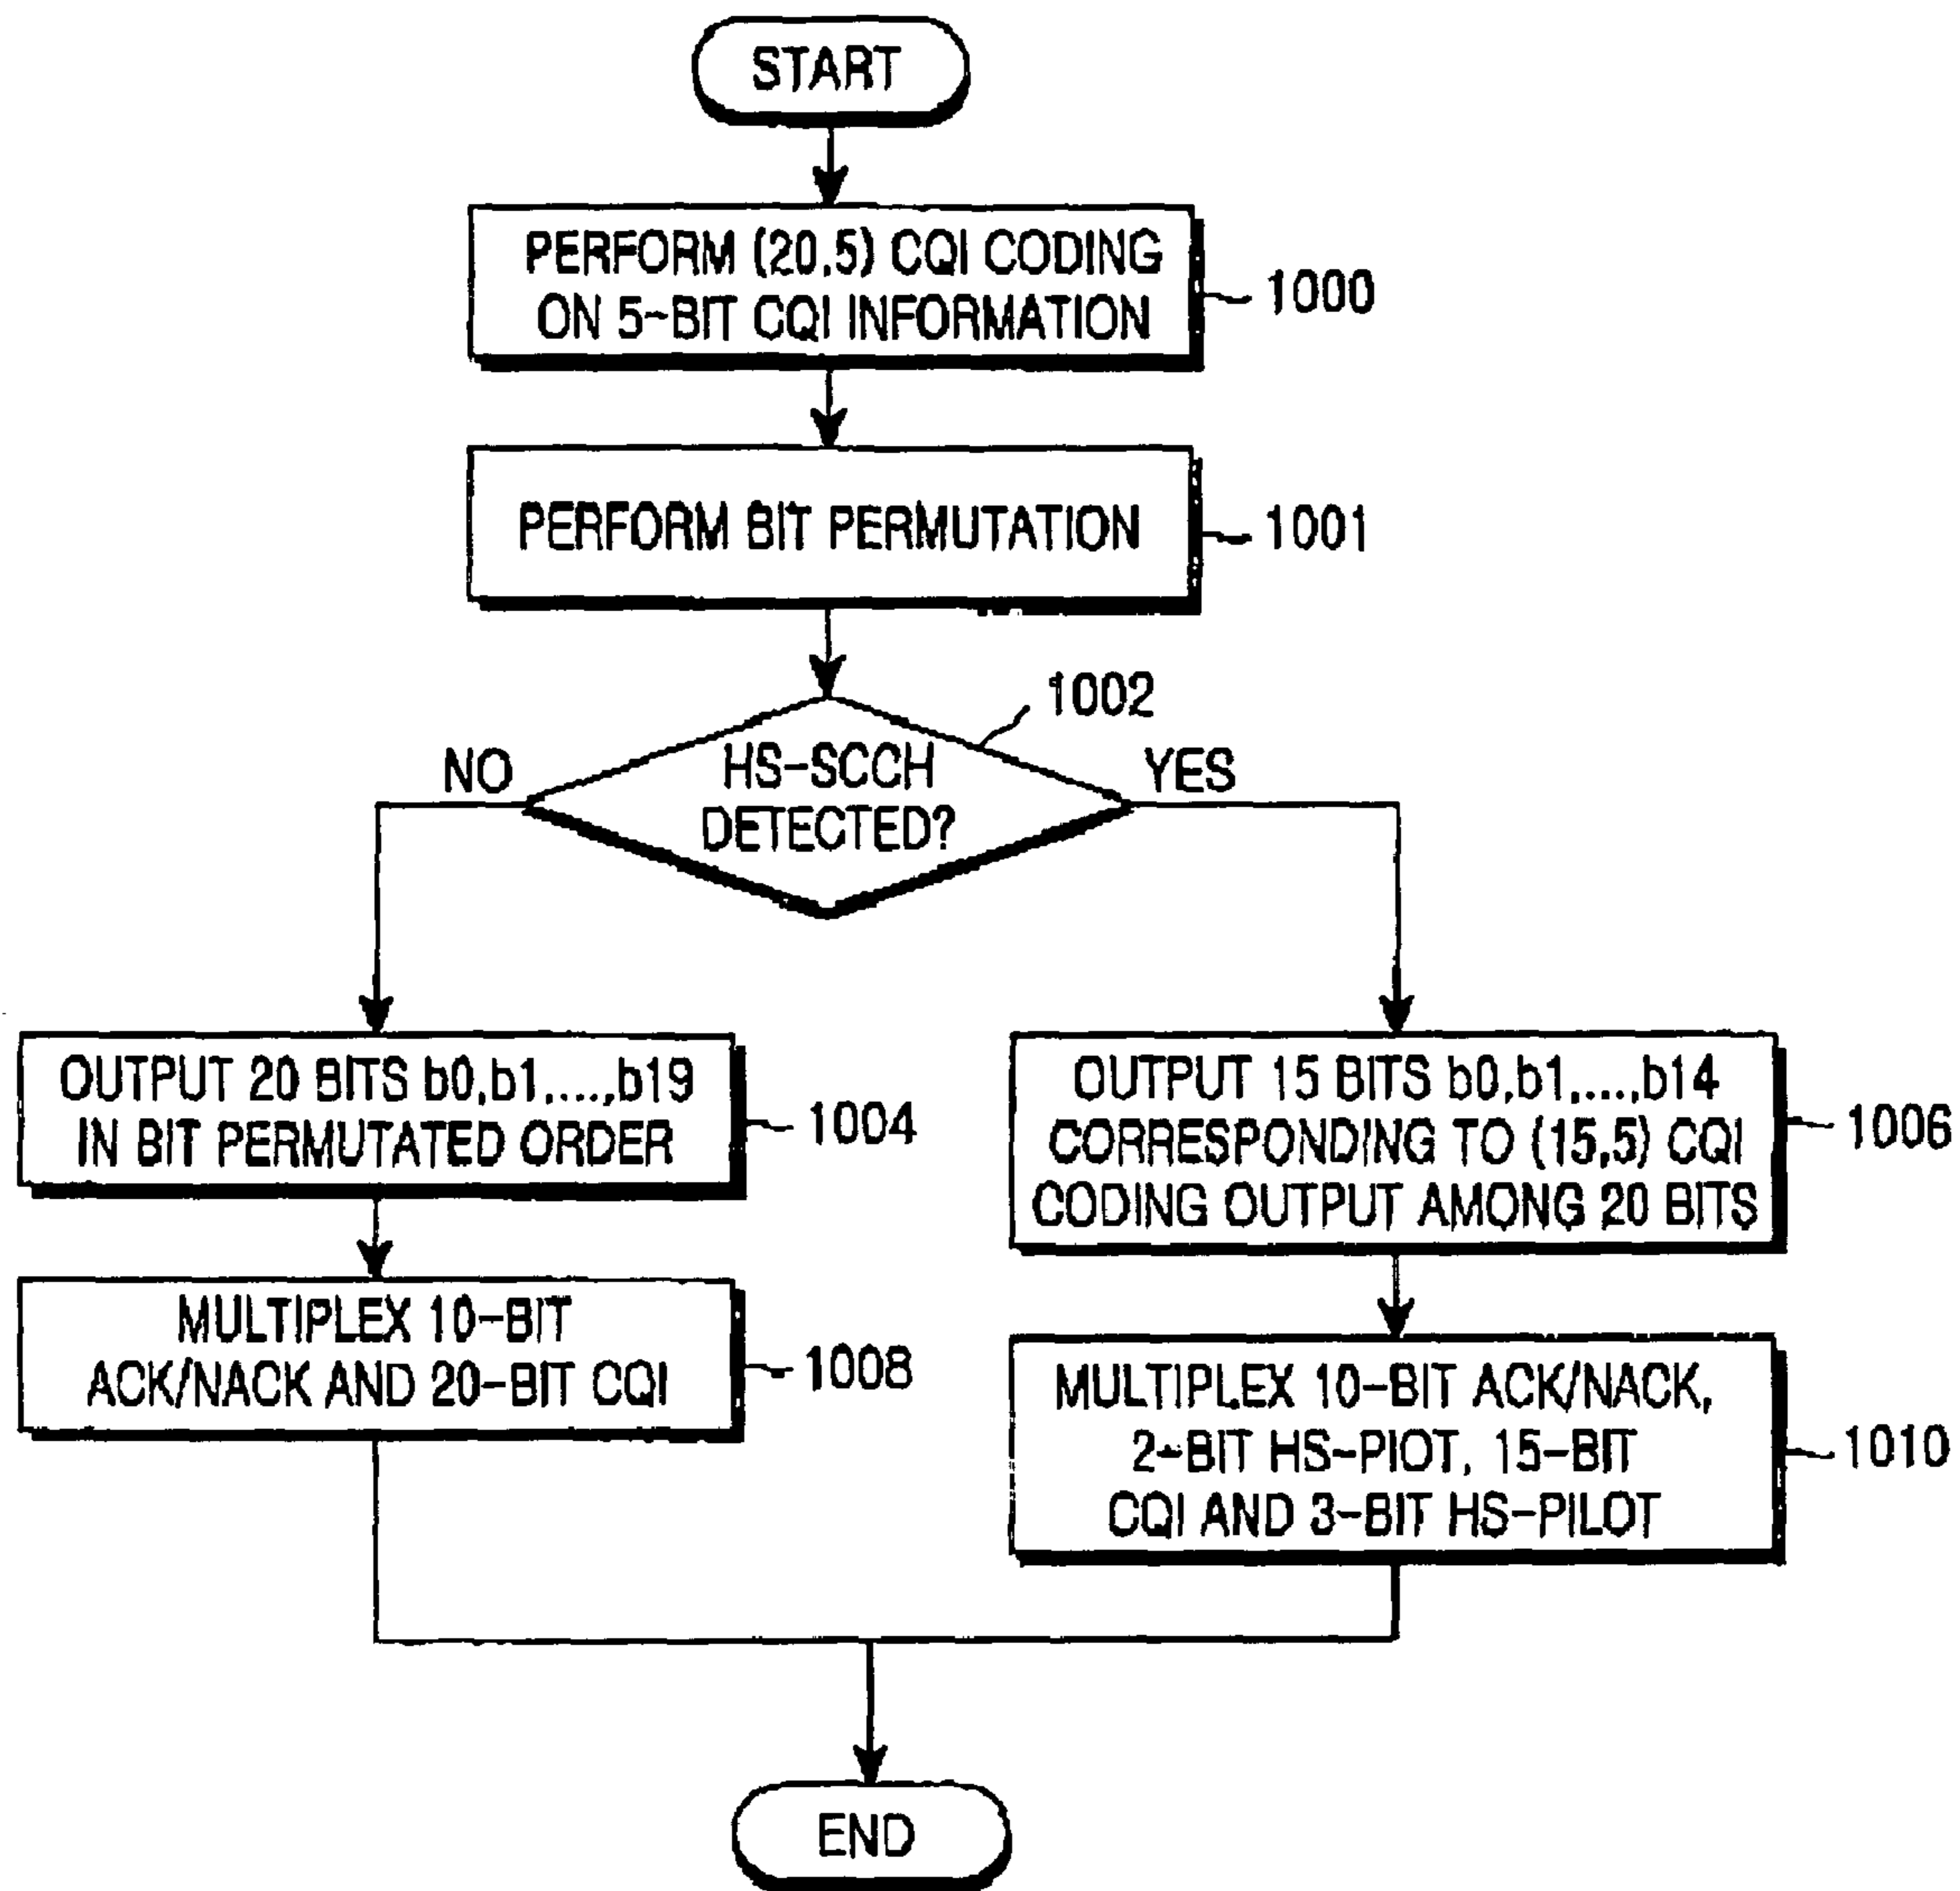 START
PERFORM (20,5) CQI CODING
ON 5-BIT CQI INFORMATION
1000
PERFORM BIT PERMUTATION
1001
1002
HS-SCCH
DETECTED?
NO
YES
OUTPUT 20 BITS b0,b1,....,b19
IN BIT PERMUTATED ORDER
1004
OUTPUT 15 BITS b0,b1,....,b14
CORRESPONDING TO (15,5) CQI
CODING OUTPUT AMONG 20 BITS
1006
MULTIPLEX 10-BIT
ACK/NACK AND 20-BIT CQI
1008
MULTIPLEX 10-BIT ACK/NACK,
2-BIT HS-PIOT, 15-BIT
CQI AND 3-BIT HS-PILOT
1010
END